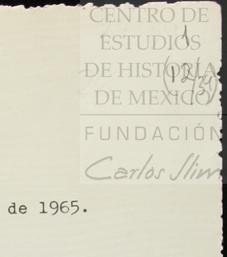 CENTRO DE
ESTUDIOS
DE HISTORIA
DE MEXICO
FUNDACIÓN
Carlos Slim
de 1965.